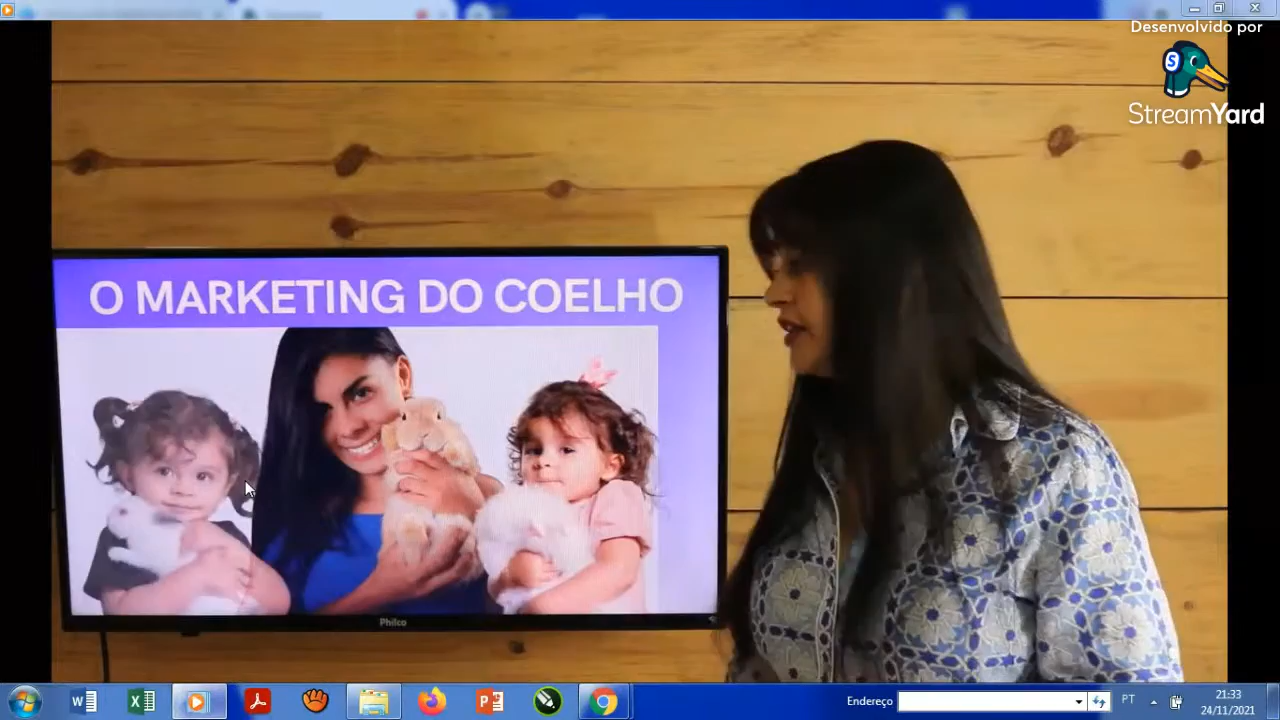 Desenvolvido por
StreamYard
O MARKETING DO COELHO
Philco
Endereço
PT
21:33
24/11/2021